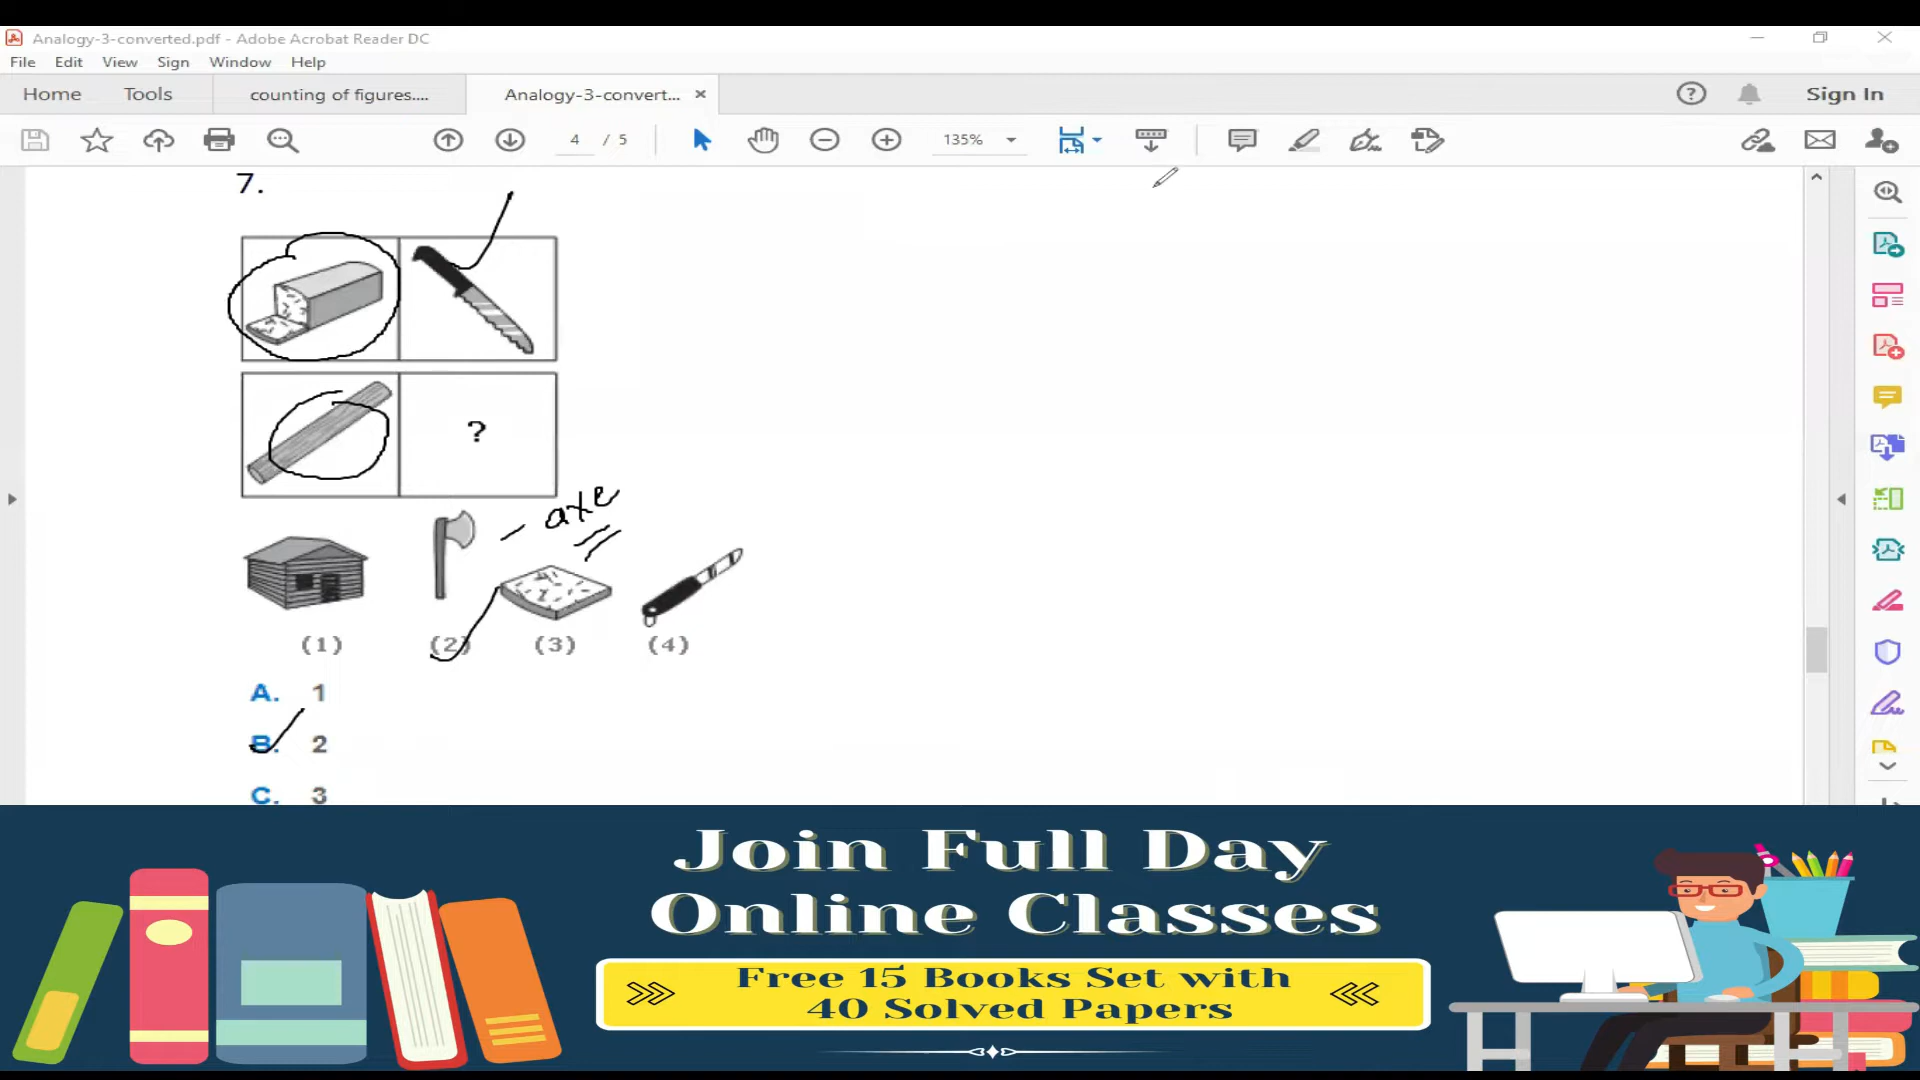 Analogy-3-converted.pdf - Adobe Acrobat Reader DC
File Edit View Sign Window Help
Home Tools counting of figures.... Analogy-3-convert... × Sign In
4 / 5 135%
7.
?
- axe
(1) (2) (3) (4)
A. 1
B. 2
C. 3
Join Full Day
Online Classes
Free 15 Books Set with
40 Solved Papers